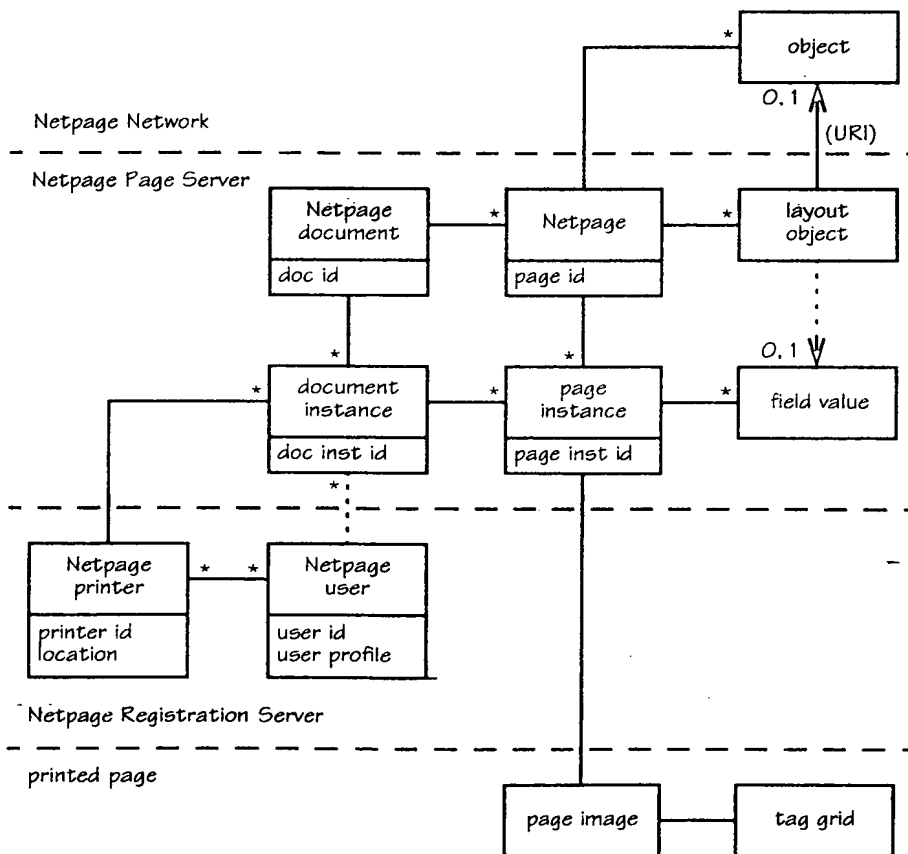 *
object
0.1
(URI)
Netpage Network
Netpage Page Server
Netpage
document
doc id
*
Netpage
page id
*
layout
object
*
*
0.1
*
document
instance
doc inst id
*
page
instance
page inst id
*
field value
*
Netpage
printer
printer id
location
* *
Netpage
user
user id
user profile
Netpage Registration Server
printed page
page image
tag grid